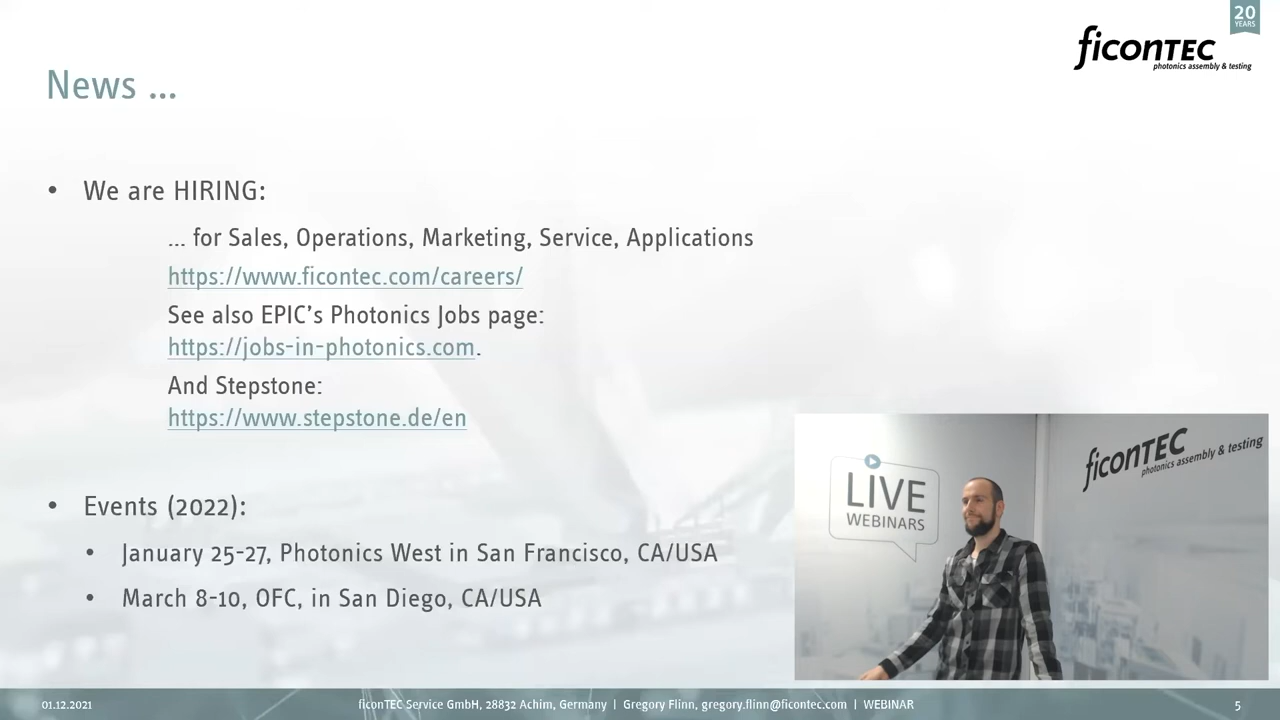 20
YEARS
ficonTEC
photonics assembly & testing
News ...
• We are HIRING:
... for Sales, Operations, Marketing, Service, Applications
https://www.ficontec.com/careers/
See also EPIC’s Photonics Jobs page:
https://jobs-in-photonics.com.
And Stepstone:
https://www.stepstone.de/en
• Events (2022):
• January 25-27, Photonics West in San Francisco, CA/USA
• March 8-10, OFC, in San Diego, CA/USA
LIVE
WEBINARS
ficonTEC
photonics assembly & testing
01.12.2021
ficonTEC Service GmbH, 28832 Achim, Germany | Gregory Flinn, gregory.flinn@ficontec.com | WEBINAR
5